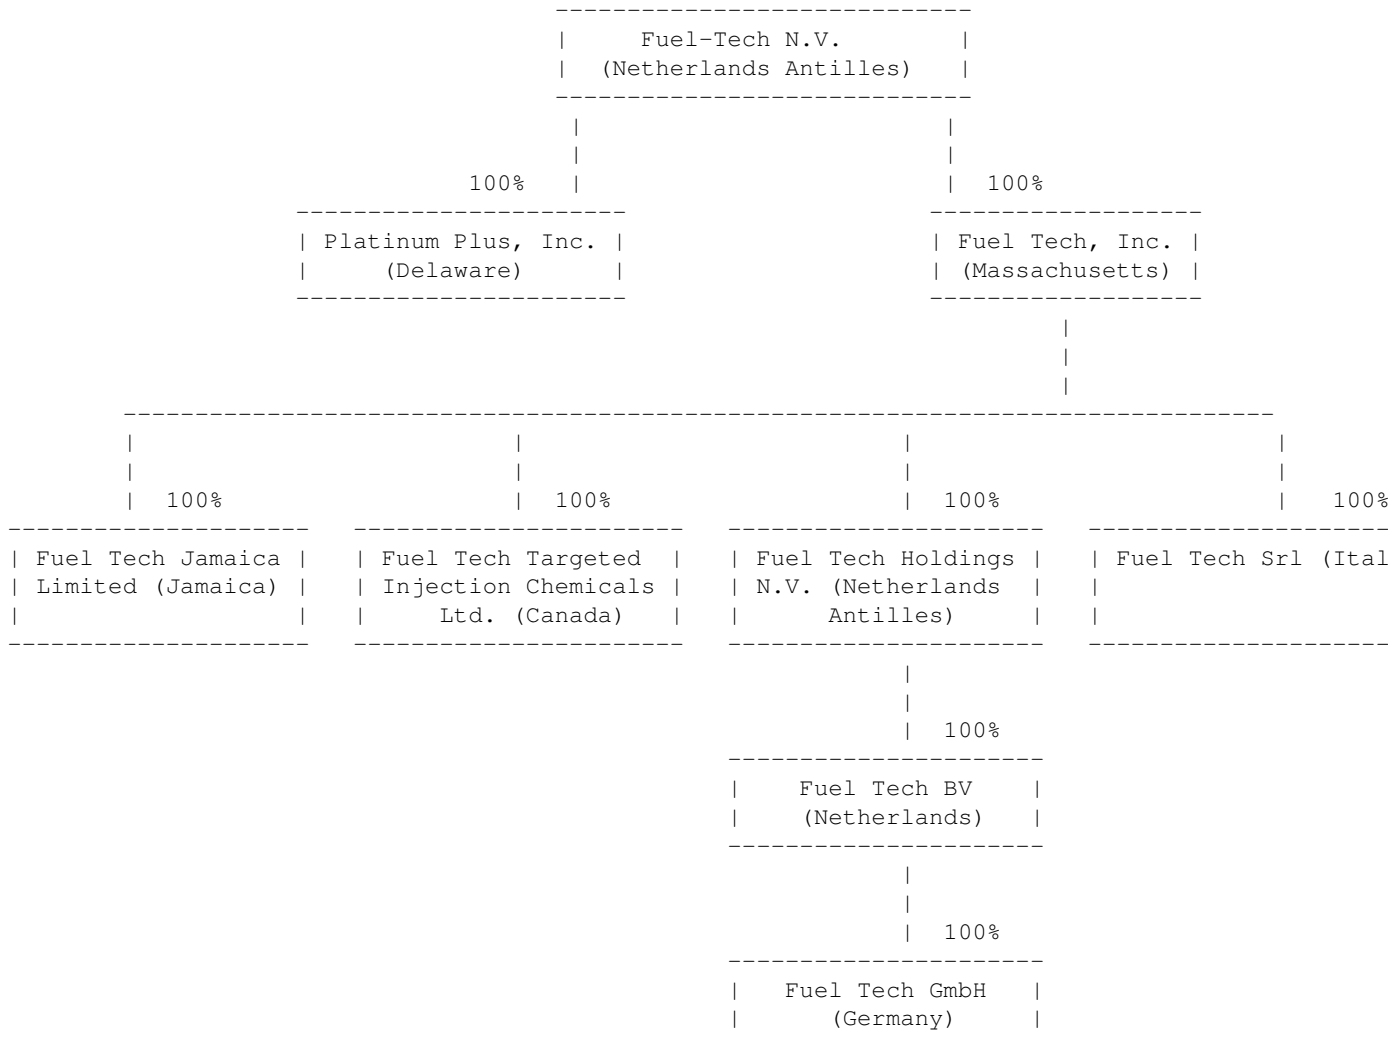 Fuel-Tech N.V.
(Netherlands Antilles)
100% 100%
Platinum Plus, Inc. Fuel Tech, Inc.
(Delaware) (Massachusetts)
100% 100% 100% 100%
Fuel Tech Jamaica Fuel Tech Targeted Fuel Tech Holdings Fuel Tech Srl (Ital
Limited (Jamaica) Injection Chemicals N.V. (Netherlands
Ltd. (Canada) Antilles)
100%
Fuel Tech BV
(Netherlands)
100%
Fuel Tech GmbH
(Germany)